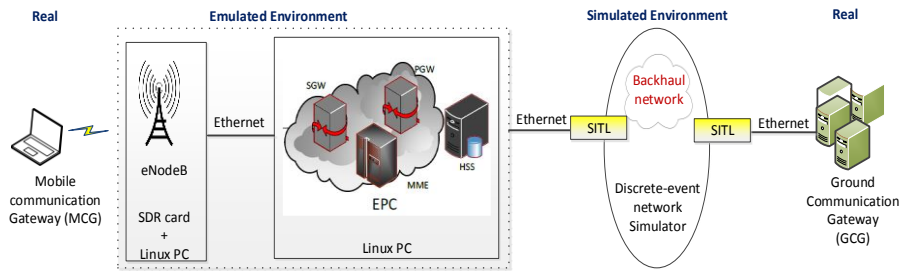 Real
Emulated Environment
Simulated Environment
Real
SGW
PGW
Backhaul
network
Ethernet
Ethernet
SITL
SITL
Ethernet
eNodeB
HSS
MME
EPC
Mobile
communication
Gateway (MCG)
SDR card
+
Linux PC
Linux PC
Discrete-event
network
Simulator
Ground
Communication
Gateway
(GCG)